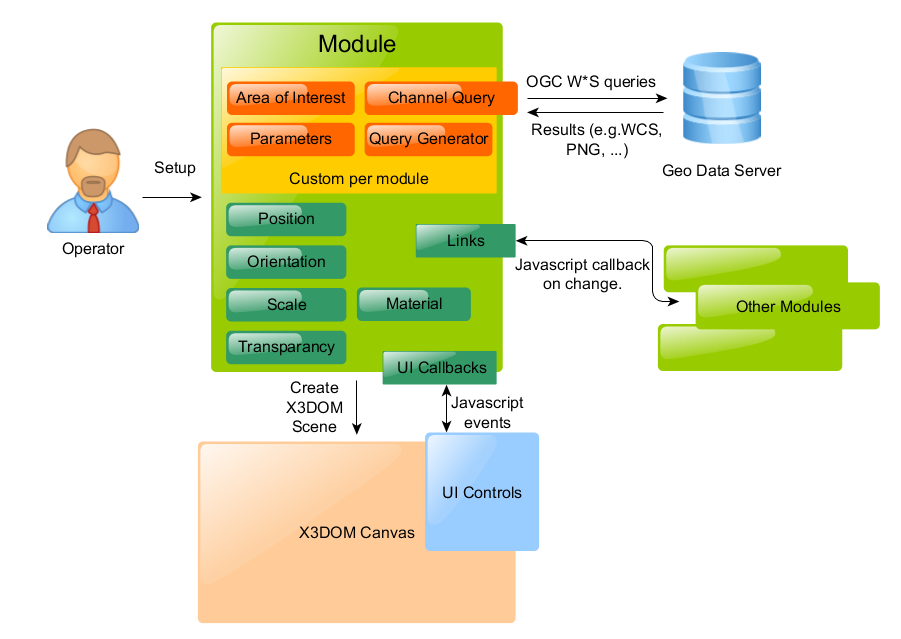 Module
Area of Interest
Channel Query
Parameters
Query Generator
Custom per module
OGC W*S queries
Results (e.g.WCS,
PNG, ...)
Geo Data Server
Setup
Operator
Position
Orientation
Scale
Transparancy
Material
Links
UI Callbacks
Javascript callback
on change.
Other Modules
Create
X3DOM
Scene
Javascript
events
UI Controls
X3DOM Canvas